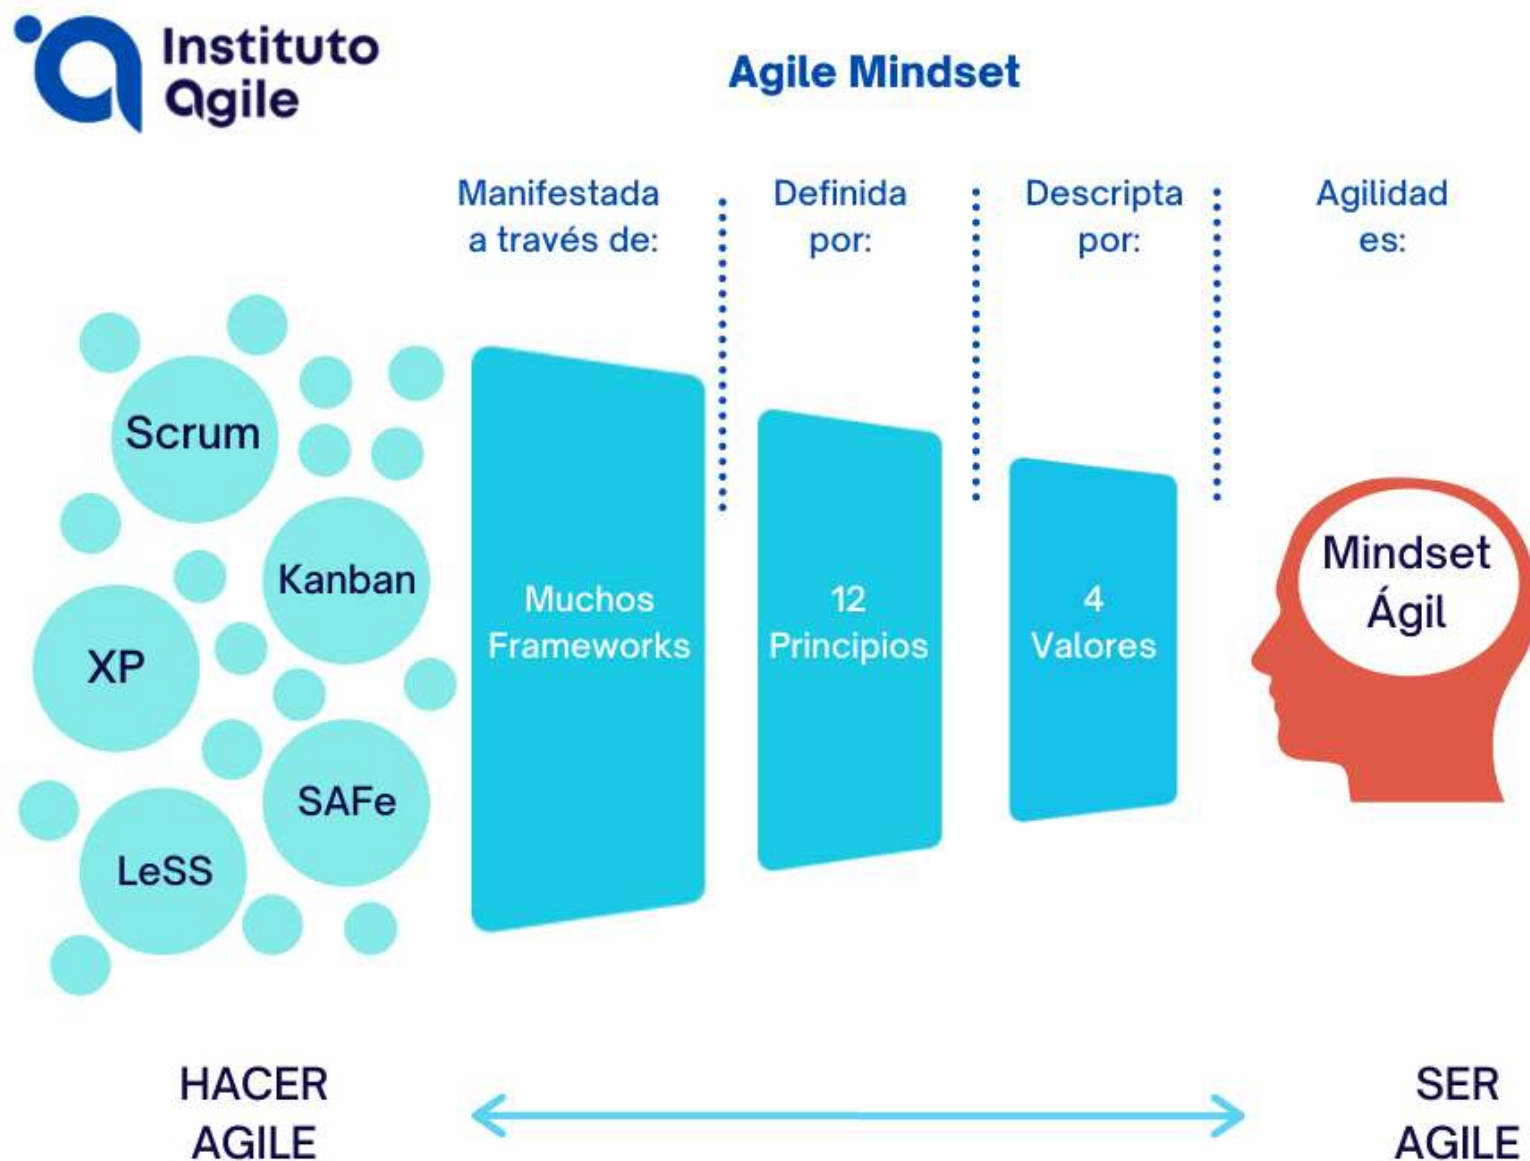 Instituto
agile
Agile Mindset
Manifestada
a través de:
Definida
por:
Descripta
por:
Agilidad
es:
Scrum
Kanban
XP
SAFe
LeSS
Muchos
Frameworks
12
Principios
4
Valores
Mindset
Ágil
HACER
AGILE
SER
AGILE